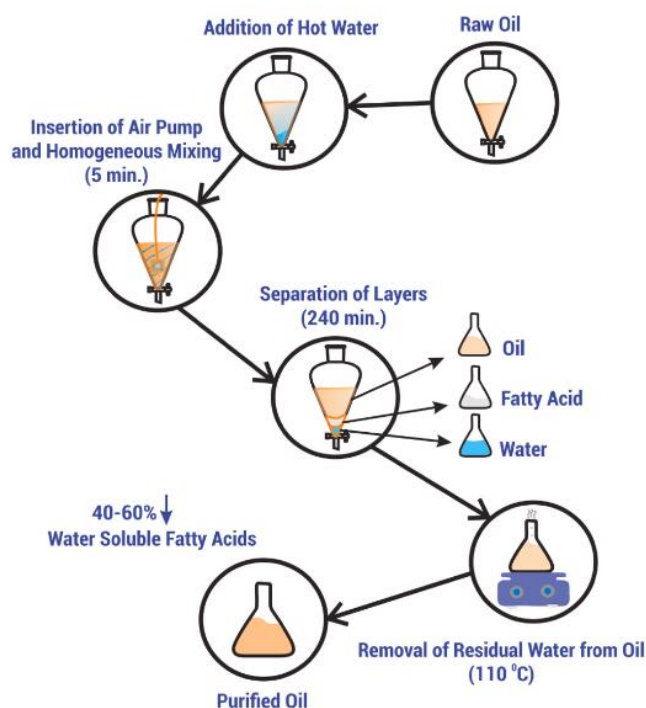 Addition of Hot Water
Raw Oil
Insertion of Air Pump
and Homogeneous Mixing
(5 min.)
Separation of Layers
(240 min.)
Oil
Fatty Acid
Water
40-60%
Water Soluble Fatty Acids
Removal of Residual Water from Oil
(110 ⁰C)
Purified Oil